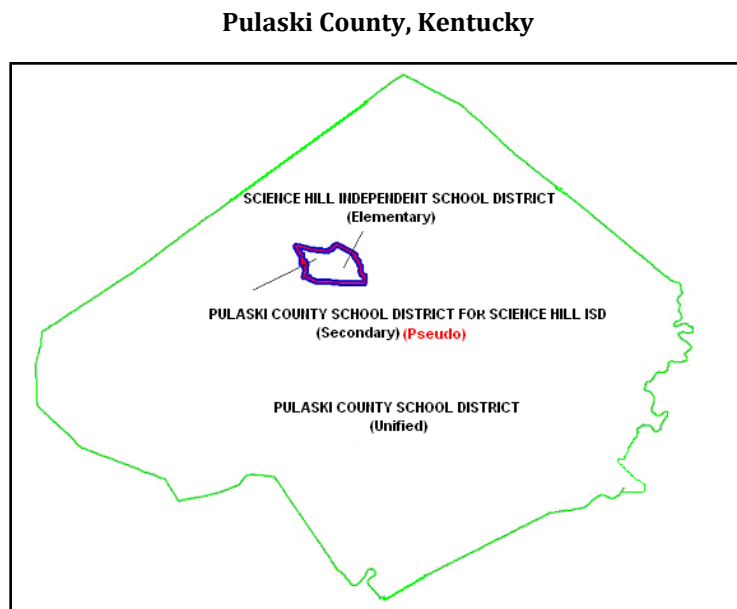 Pulaski County, Kentucky
SCIENCE HILL INDEPENDENT SCHOOL DISTRICT
(Elementary)
PULASKI COUNTY SCHOOL DISTRICT FOR SCIENCE HILL ISD
(Secondary) (Pseudo)
PULASKI COUNTY SCHOOL DISTRICT
(Unified)